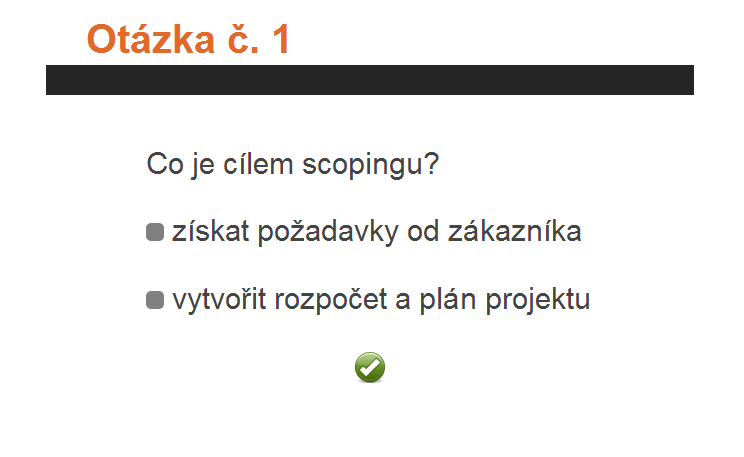 Otázka č. 1
Co je cílem scopingu?
získat požadavky od zákazníka
vytvořit rozpočet a plán projektu